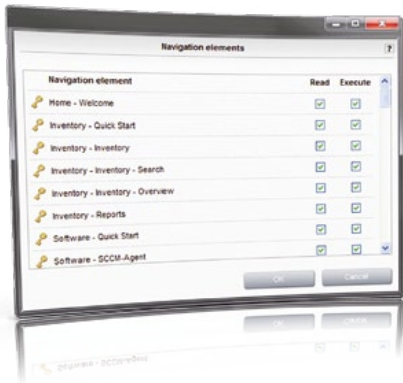 Navigation elements
?
Navigation element Read Execute
Home - Welcome
Inventory - Quick Start
Inventory - Inventory
Inventory - Inventory - Search
Inventory - Inventory - Overview
Inventory - Reports
Software - Quick Start
Software - SCCM-Agent
OK Cancel